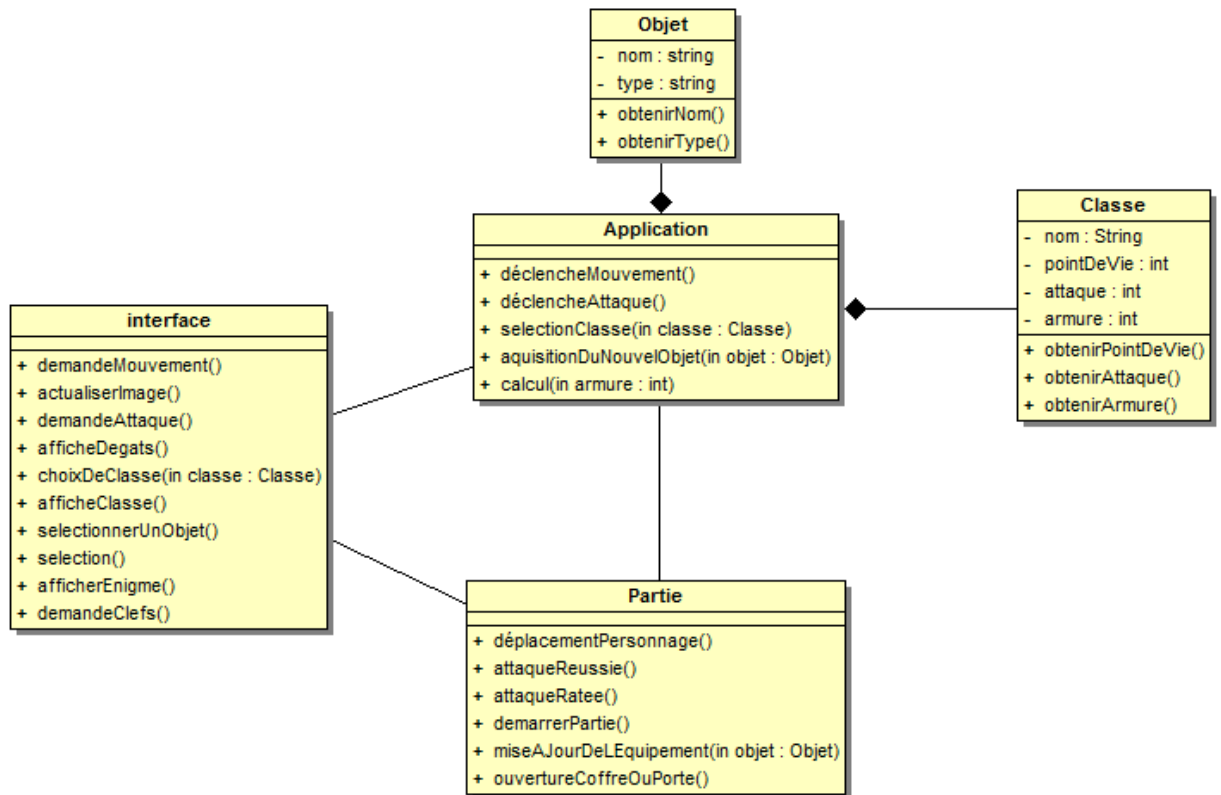 Objet
- nom : string
- type : string
+ obtenirNom()
+ obtenirType()
Application
+ déclencheMouvement()
+ déclencheAttaque()
+ selectionClasse(in classe : Classe)
+ aquisitionDuNouvelObjet(in objet : Objet)
+ calcul(in armure : int)
Classe
- nom : String
- pointDeVie : int
- attaque : int
- armure : int
+ obtenirPointDeVie()
+ obtenirAttaque()
+ obtenirArmure()
interface
+ demandeMouvement()
+ actualiserImage()
+ demandeAttaque()
+ afficheDegats()
+ choixDeClasse(in classe : Classe)
+ afficheClasse()
+ selectionnerUnObjet()
+ selection()
+ afficherEnigme()
+ demandeClefs()
Partie
+ déplacementPersonnage()
+ attaqueReussie()
+ attaqueRatee()
+ demarrerPartie()
+ miseAJourDeLEquipement(in objet : Objet)
+ ouvertureCoffreOuPorte()